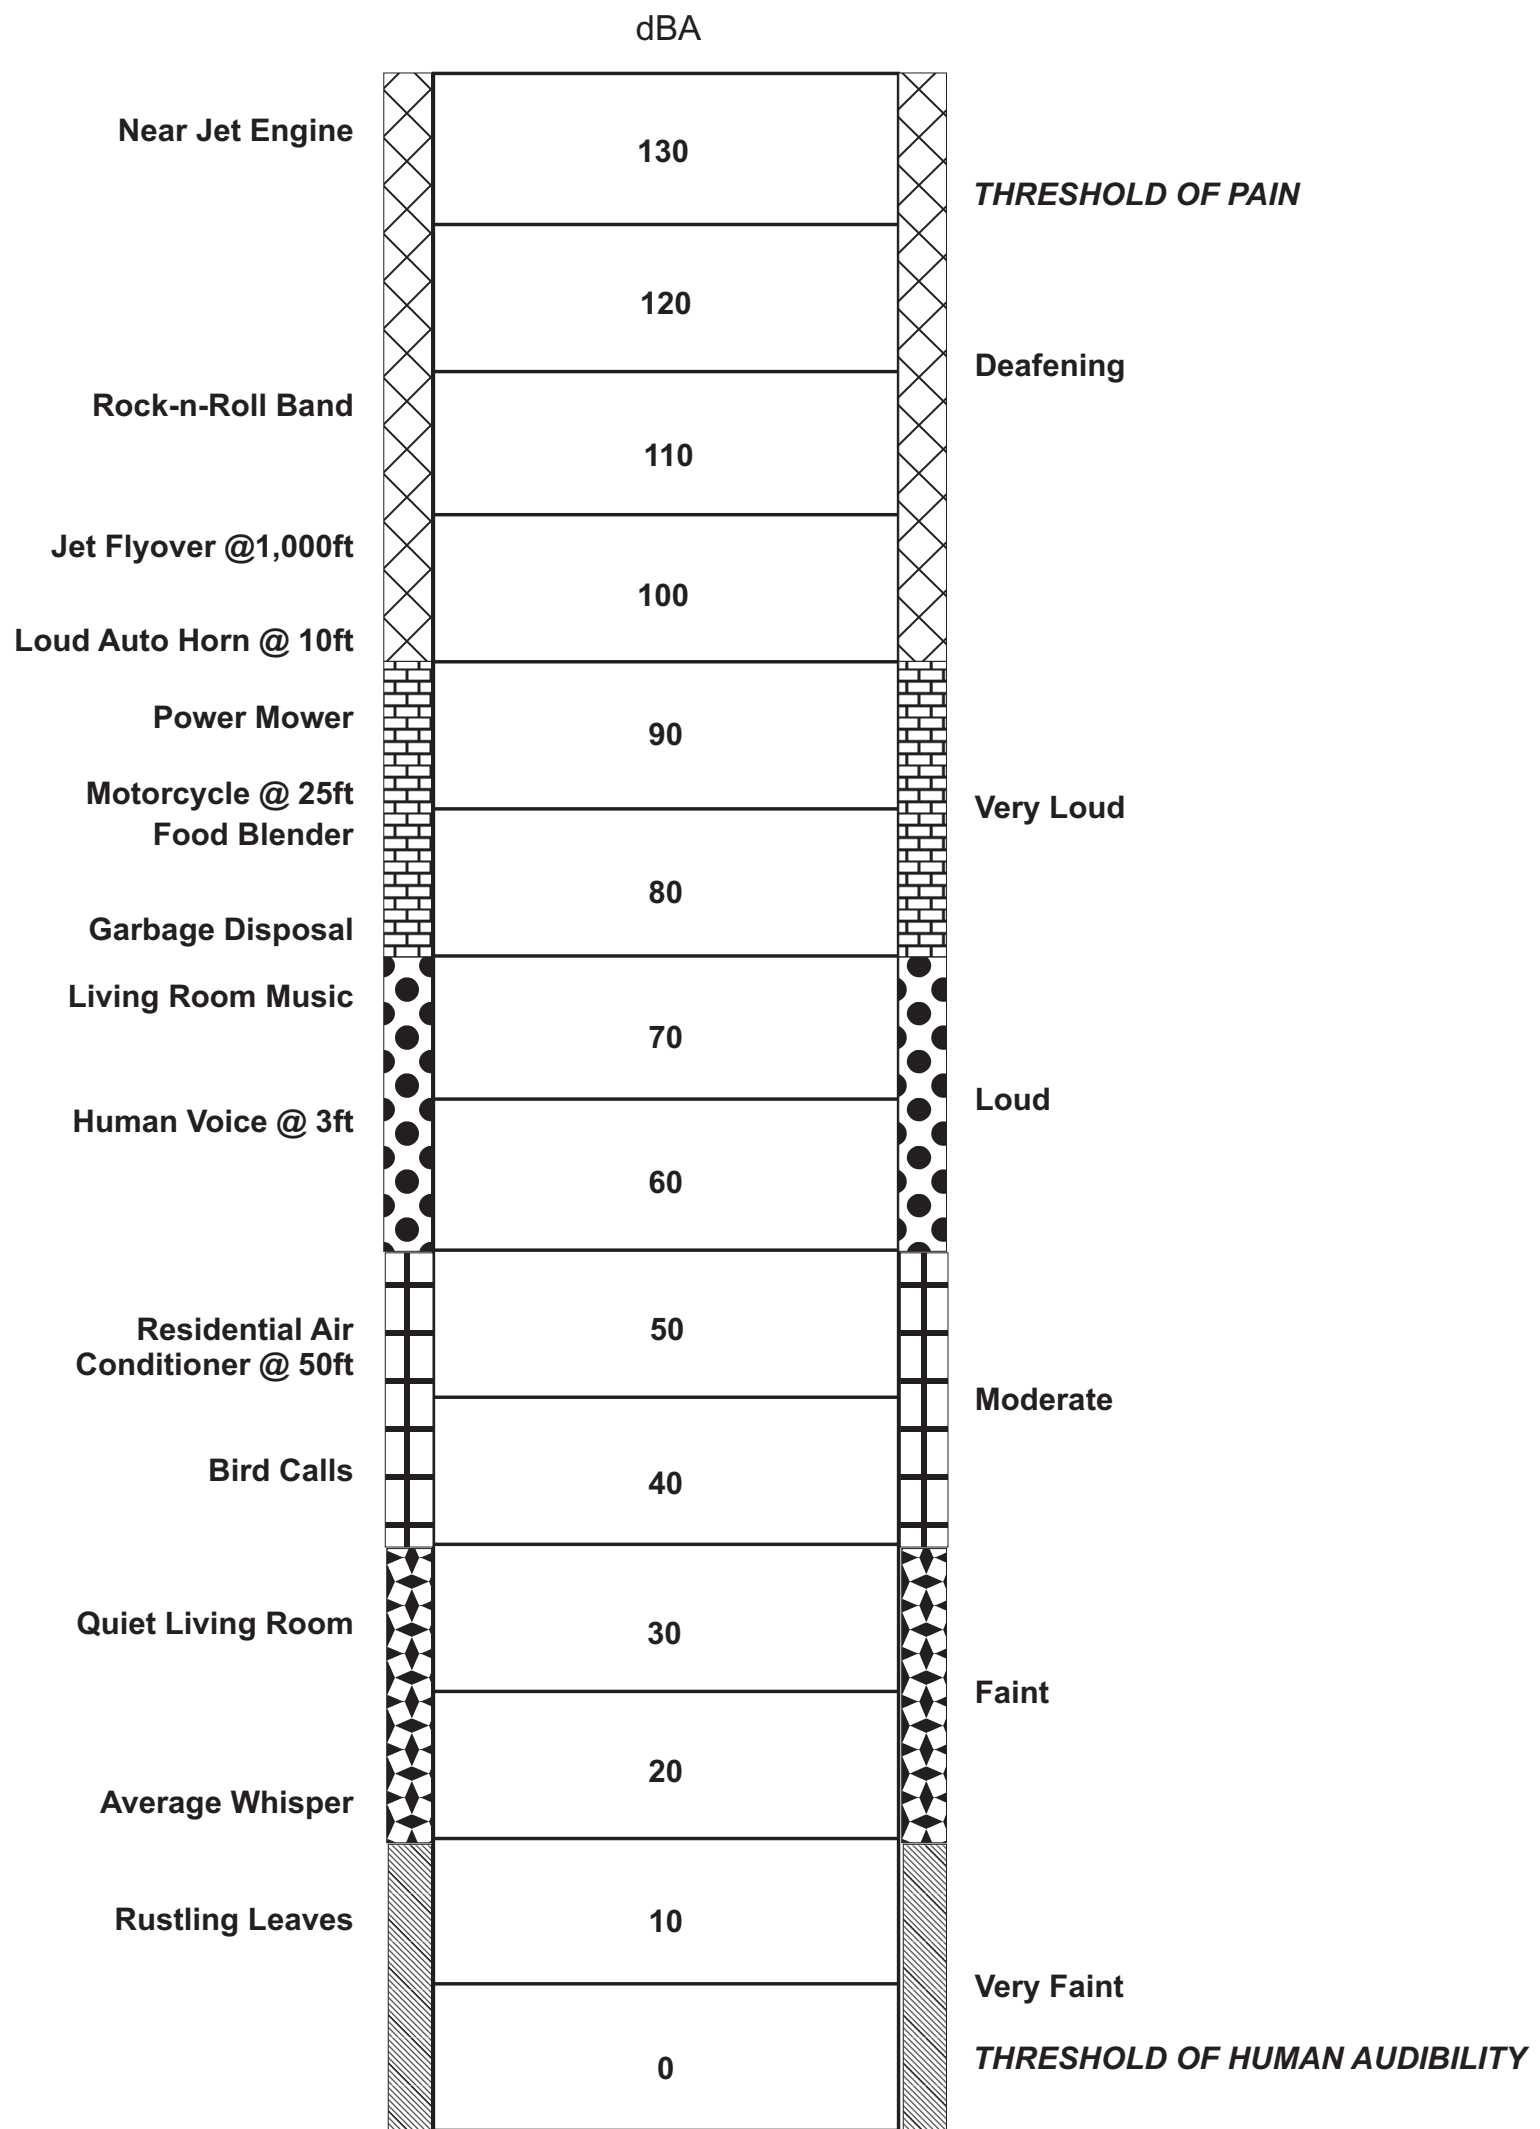 dBA
Near Jet Engine
130
THRESHOLD OF PAIN
120
Deafening
Rock-n-Roll Band
110
Jet Flyover @1,000ft
100
Loud Auto Horn @ 10ft
Power Mower
90
Motorcycle @ 25ft
Very Loud
Food Blender
80
Garbage Disposal
Living Room Music
70
Loud
Human Voice @ 3ft
60
50
Residential Air
Conditioner @ 50ft
Moderate
Bird Calls
40
Quiet Living Room
30
Faint
20
Average Whisper
Rustling Leaves
10
Very Faint
THRESHOLD OF HUMAN AUDIBILITY
0